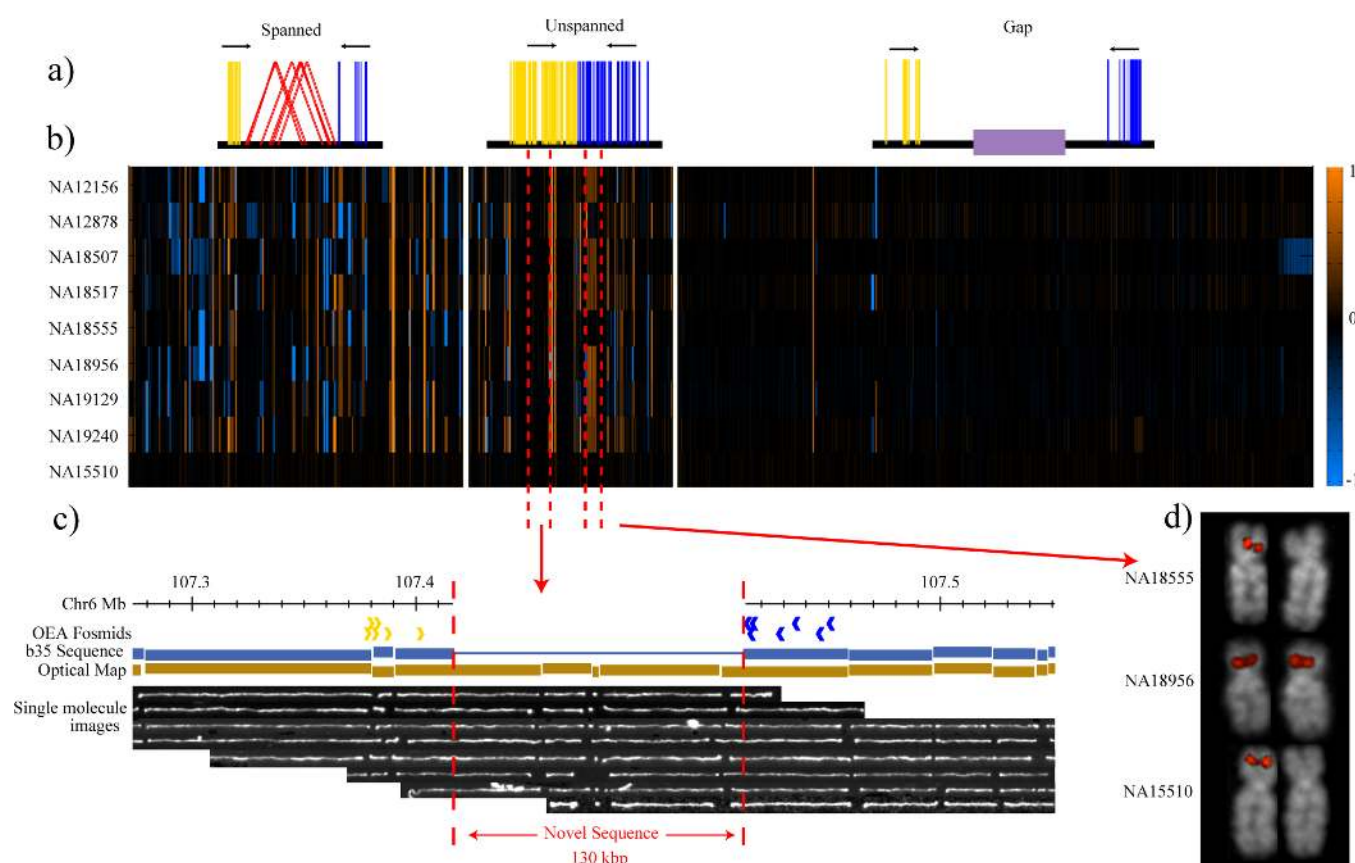 Spanned
Unspanned
Gap
a)
b)
NA12156
NA12878
NA18507
NA18517
NA18555
NA18956
NA19129
NA19240
NA15510
1
0
-1
c)
107.3
107.4
107.5
Chr6 Mb
OEA Fosmids
b35 Sequence
Optical Map
Single molecule
images
Novel Sequence
130 kbp
d)
NA18555
NA18956
NA15510